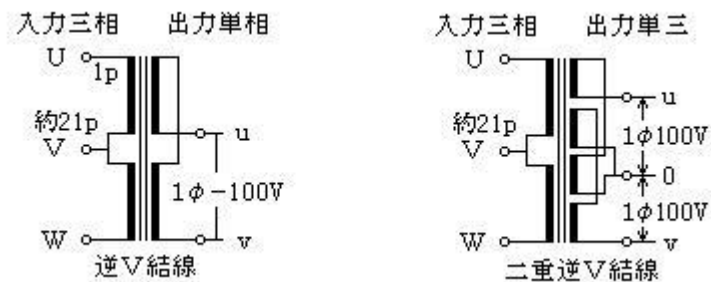 入力三相 出力単相
U
1p
約21p
V
u
1φ-100V
W
v
逆V結線
入力三相 出力単三
U
u
約21p
V
1φ100V
0
1φ100V
W
v
二重逆V結線